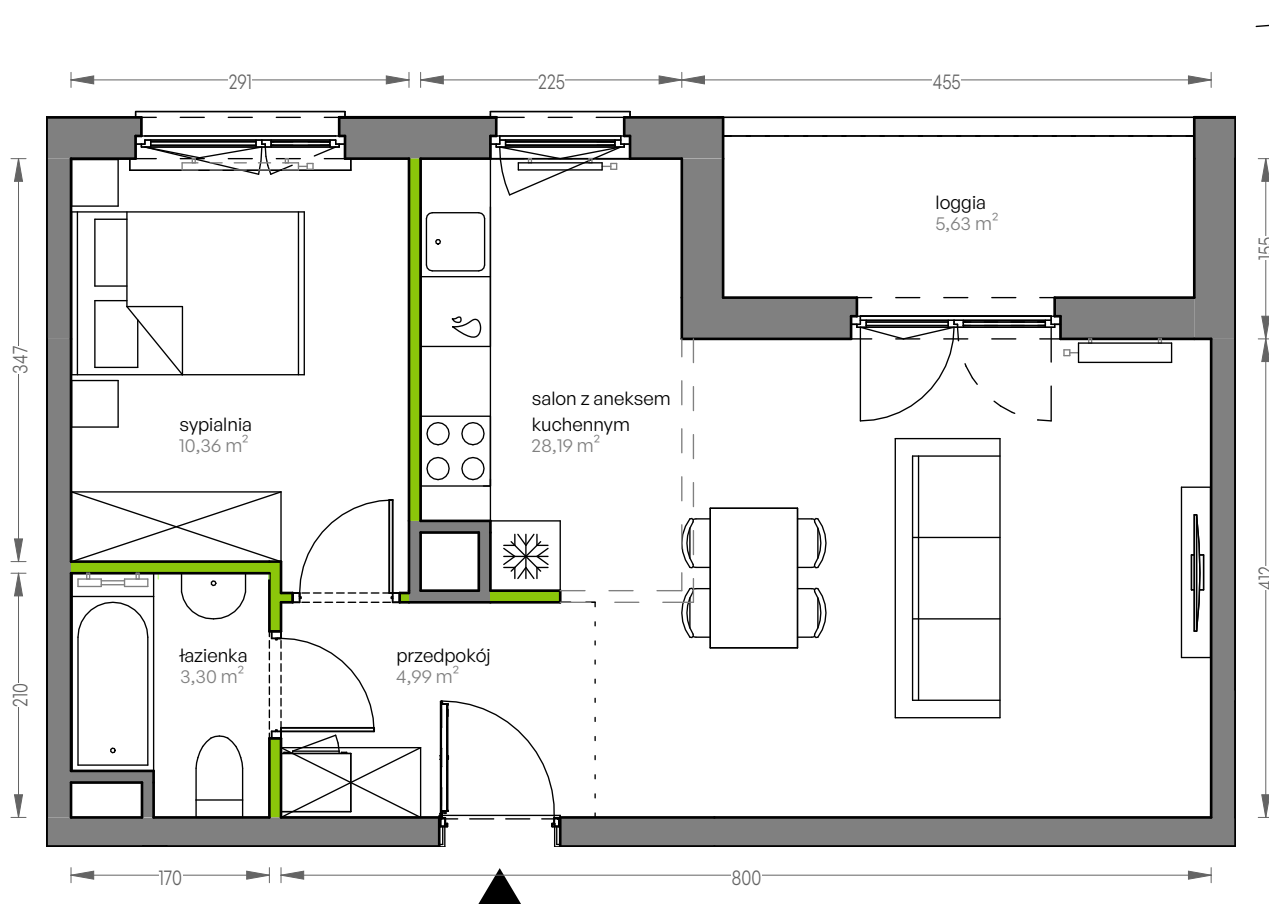 291
225
455
loggia
5,63 m²
155
347
salon z aneksem
kuchennym
28,19 m²
sypialnia
10,36 m²
412
łazienka
3,30 m²
przedpokój
4,99 m²
210
170
800